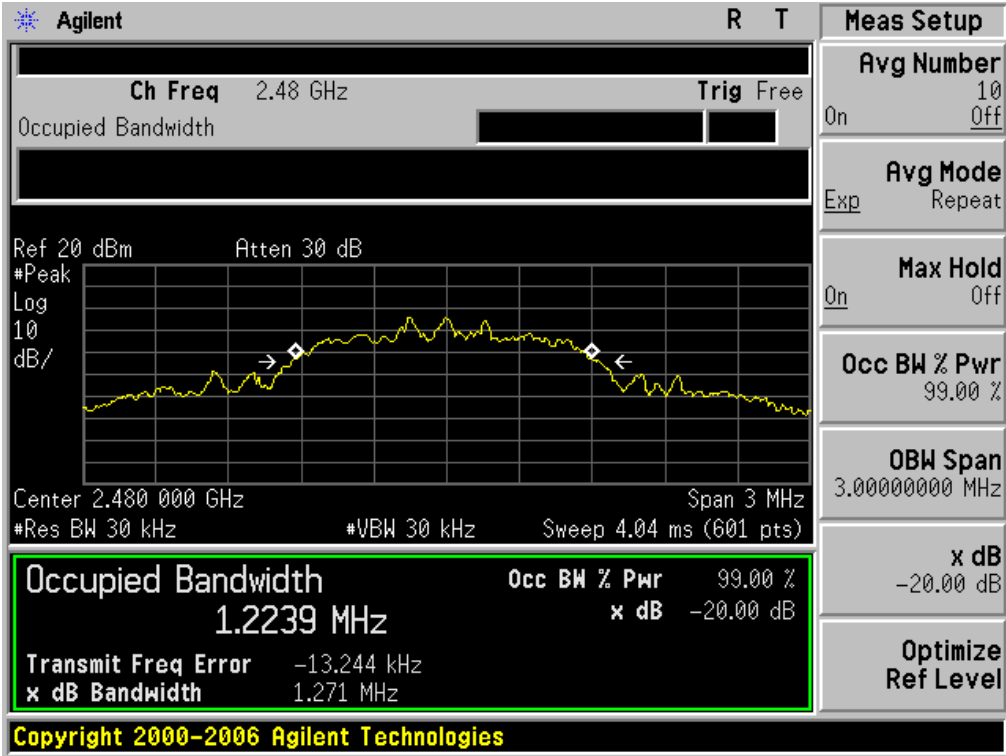 Agilent R T
Ch Freq 2.48 GHz Trig Free
Occupied Bandwidth
Ref 20 dBm Atten 30 dB
#Peak
Log
10
dB/
Center 2.480 000 GHz Span 3 MHz
#Res BW 30 kHz #VBW 30 kHz Sweep 4.04 ms (601 pts)
Occupied Bandwidth Occ BW % Pwr 99.00 %
1.2239 MHz x dB -20.00 dB
Transmit Freq Error -13.244 kHz
x dB Bandwidth 1.271 MHz
Copyright 2000-2006 Agilent Technologies
Meas Setup
Avg Number
10
On Off
Avg Mode
Exp Repeat
Max Hold
On Off
Occ BW % Pwr
99.00 %
OBW Span
3.00000000 MHz
x dB
-20.00 dB
Optimize
Ref Level